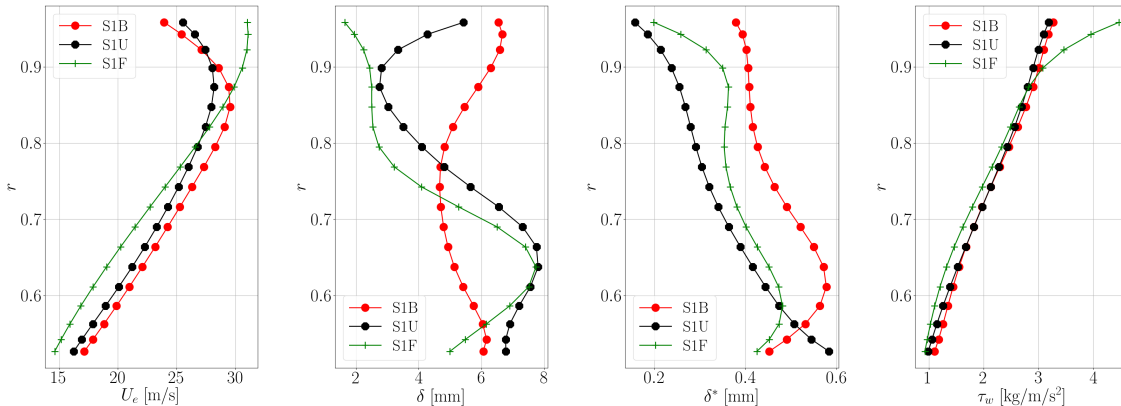 S1B
S1U
S1F
r
0.9
0.8
0.7
0.6
15 20 25 30
U_e [m/s]
S1B
S1U
S1F
r
0.9
0.8
0.7
0.6
2 4 6 8
δ [mm]
S1B
S1U
S1F
r
0.9
0.8
0.7
0.6
0.2 0.4 0.6
δ* [mm]
S1B
S1U
S1F
r
0.9
0.8
0.7
0.6
1 2 3 4
τ_w [kg/m/s²]